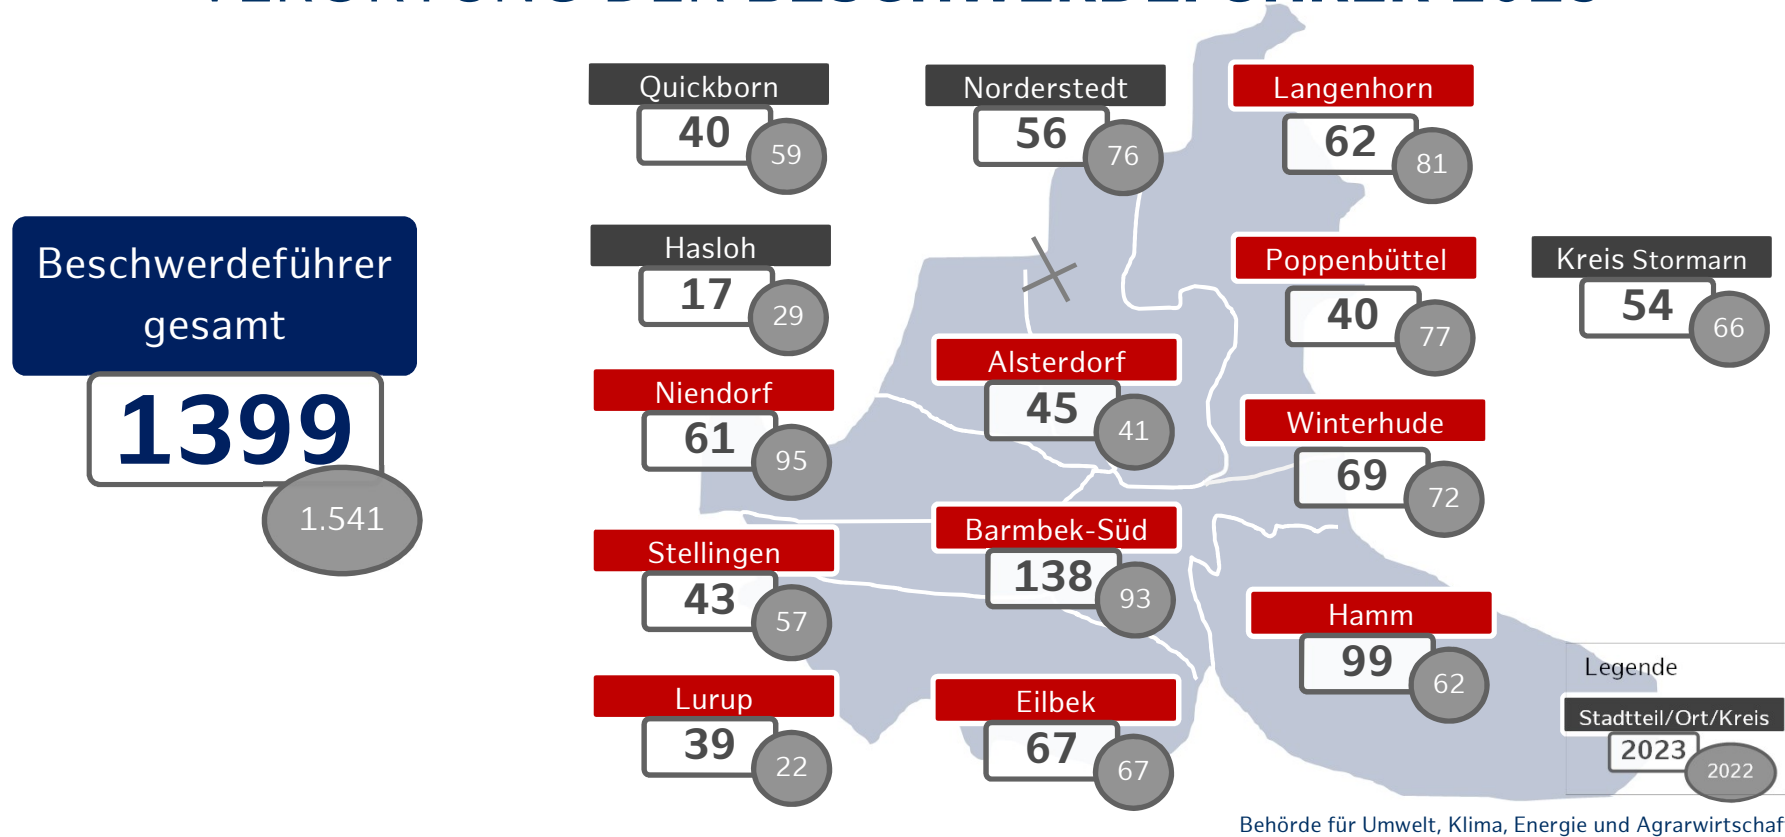 Beschwerdeführer
gesamt
1399
1.541
Quickborn
40
59
Norderstedt
56
76
Langenhorn
62
81
Hasloh
17
29
Poppenbüttel
40
77
Kreis Stormarn
54
66
Niendorf
61
95
Alsterdorf
45
41
Winterhude
69
72
Stellingen
43
57
Barmbek-Süd
138
93
Hamm
99
62
Lurup
39
22
Eilbek
67
67
Legende
Stadtteil/Ort/Kreis
2023
2022
Behörde für Umwelt, Klima, Energie und Agrarwirtschaf